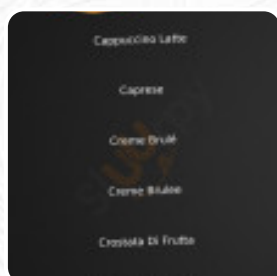 Cappuccino Latte
Caprese
Creme Brulé
Creme Brulee
Crostata Di Frutta